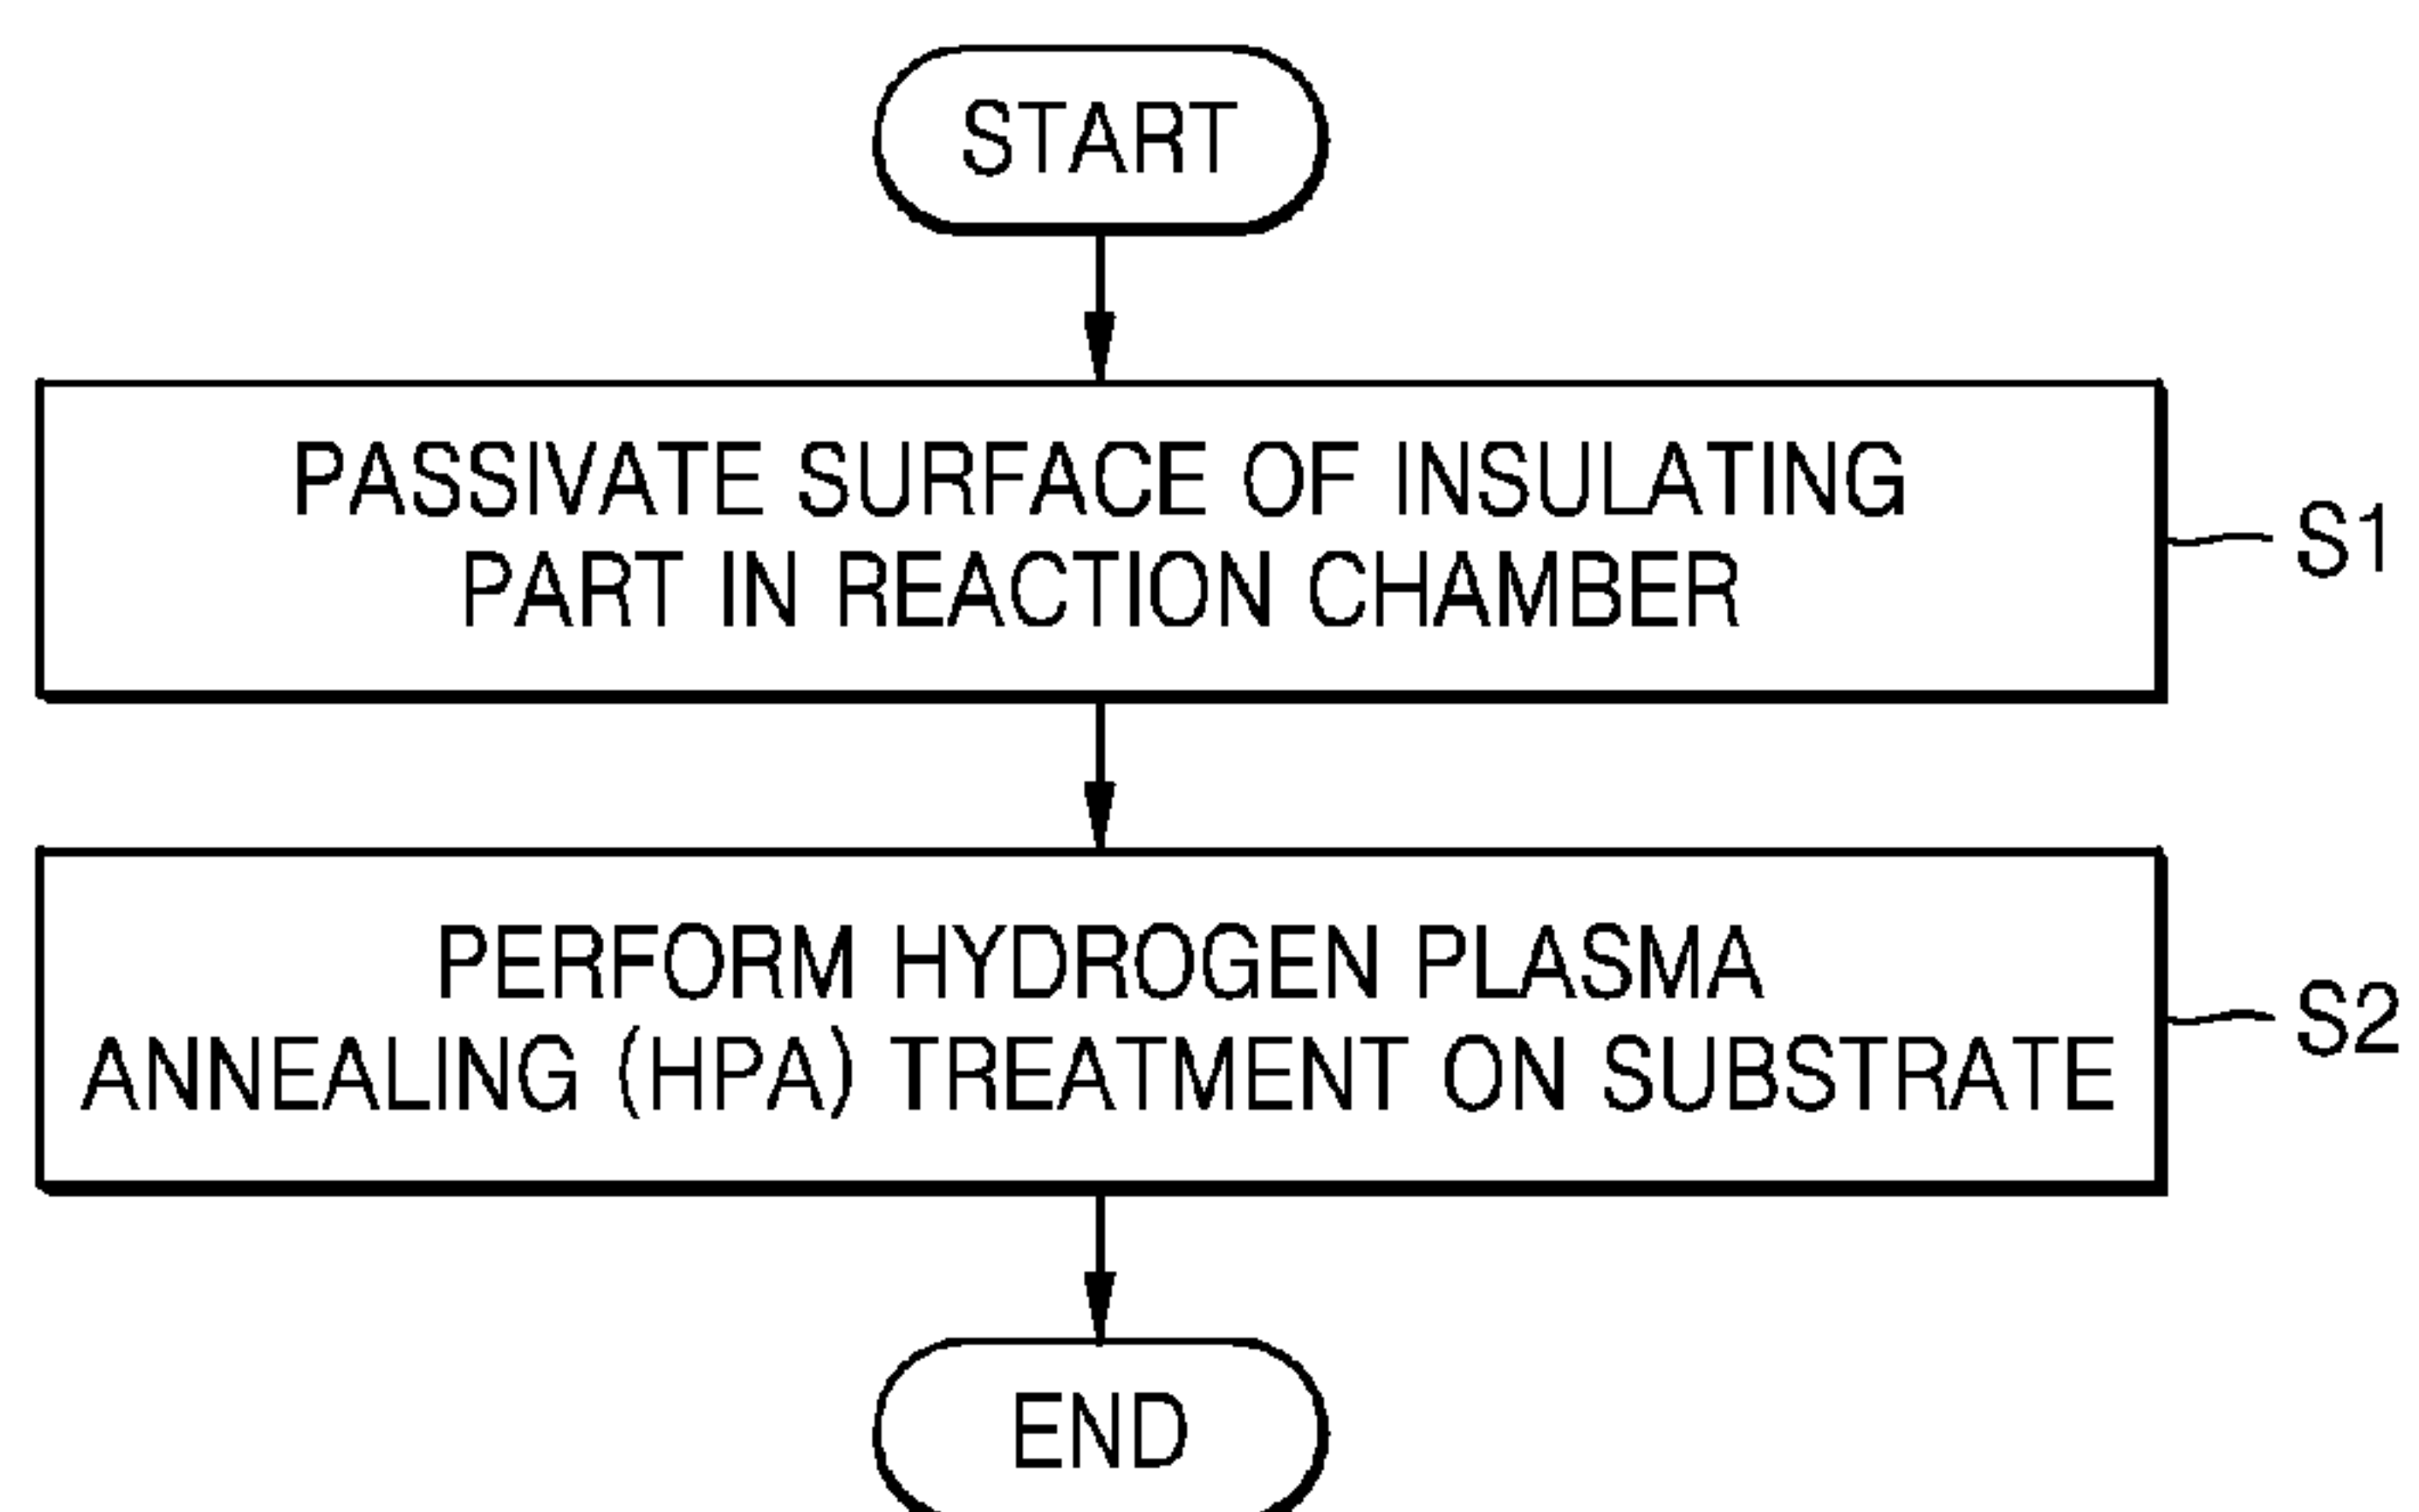 START
PASSIVATE SURFACE OF INSULATING
PART IN REACTION CHAMBER
S1
PERFORM HYDROGEN PLASMA
ANNEALING (HPA) TREATMENT ON SUBSTRATE
S2
END